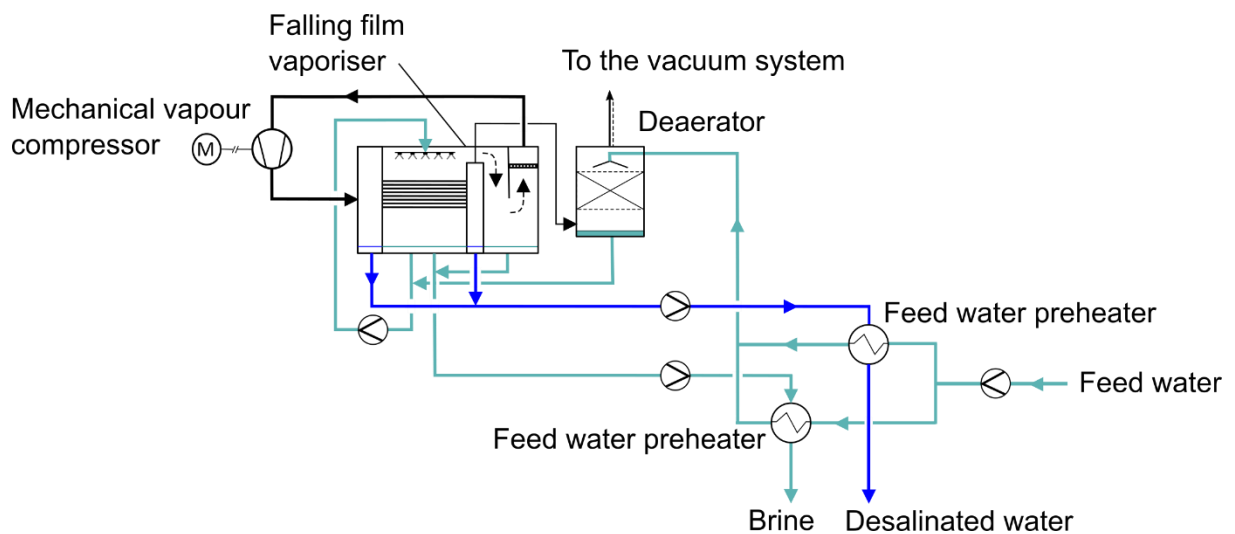 Falling film
vaporiser
To the vacuum system
Mechanical vapour
compressor
M
Deaerator
Feed water preheater
Feed water
Feed water preheater
Brine
Desalinated water